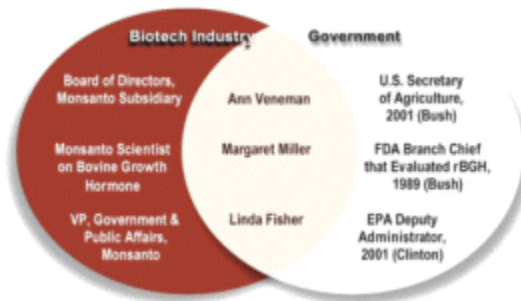 Biotech Industry Government
Board of Directors,
Monsanto Subsidiary
Ann Veneman
U.S. Secretary
of Agriculture,
2001 (Bush)
Monsanto Scientist
on Bovine Growth
Hormone
Margaret Miller
FDA Branch Chief
that Evaluated rBGH,
1989 (Bush)
VP, Government &
Public Affairs,
Monsanto
Linda Fisher
EPA Deputy
Administrator,
2001 (Clinton)